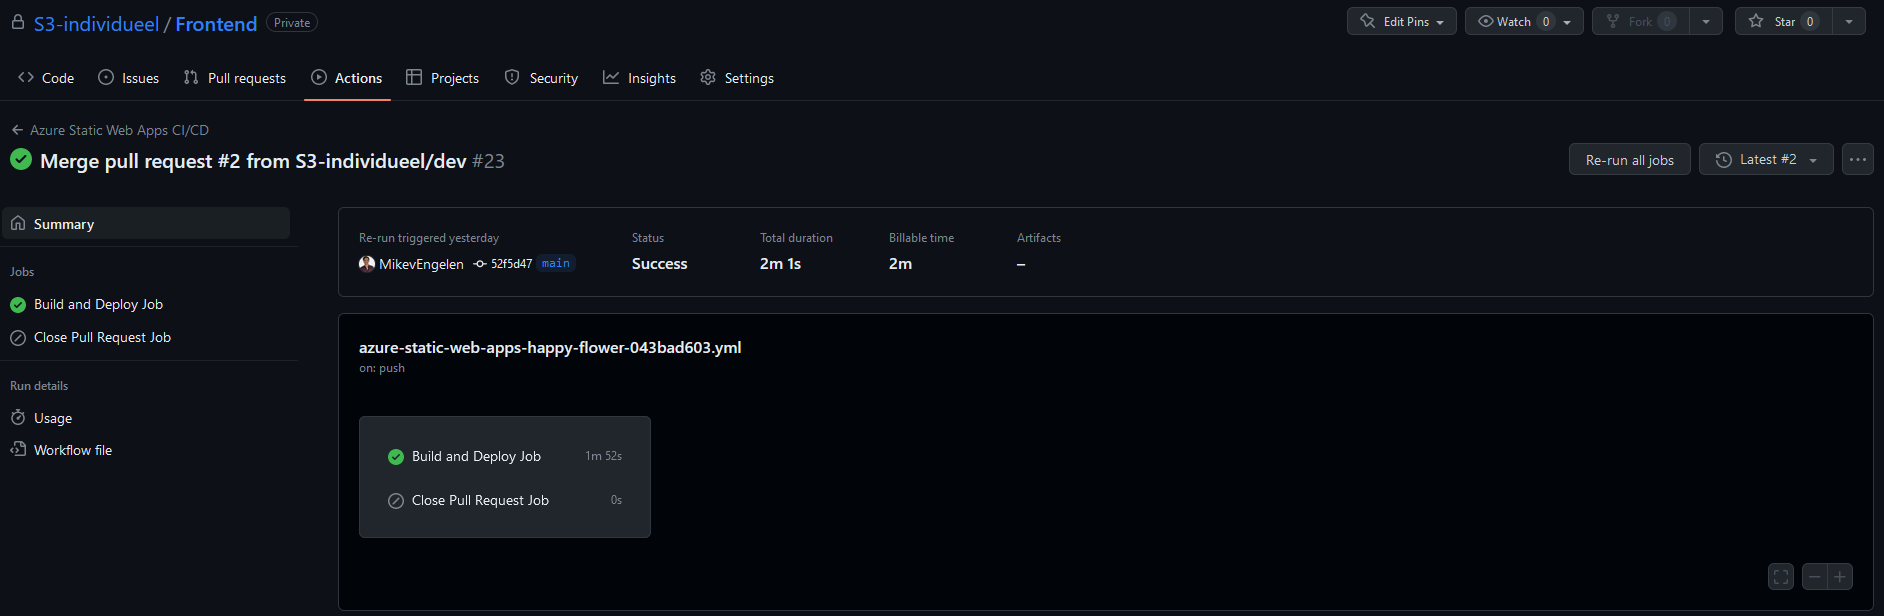 S3-individueel / Frontend Private
Edit Pins Watch 0 Fork 0 Star 0
Code Issues Pull requests Actions Projects Security Insights Settings
Azure Static Web Apps CI/CD
Merge pull request #2 from S3-individueel/dev #23
Re-run all jobs Latest #2
Summary
Jobs
Build and Deploy Job
Close Pull Request Job
Run details
Usage
Workflow file
Re-run triggered yesterday Status Total duration Billable time Artifacts
MikevEngelen 52f5d47 main Success 2m 1s 2m –
azure-static-web-apps-happy-flower-043bad603.yml
on: push
Build and Deploy Job 1m 52s
Close Pull Request Job 0s